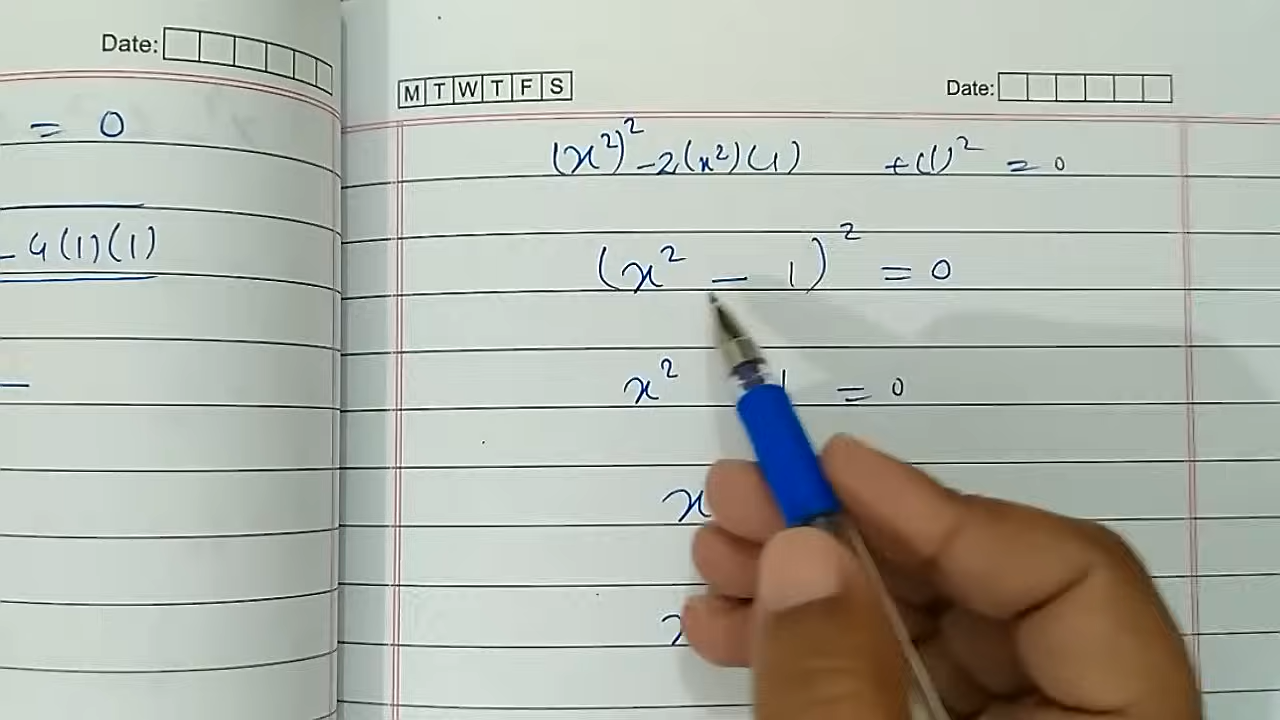 Date:
= 0
- 4(1)(1)
M T W T F S
Date:
(x²)² - 2(x²)(1) + (1)² = 0
(x² - 1)² = 0
x² 1 = 0
x
x